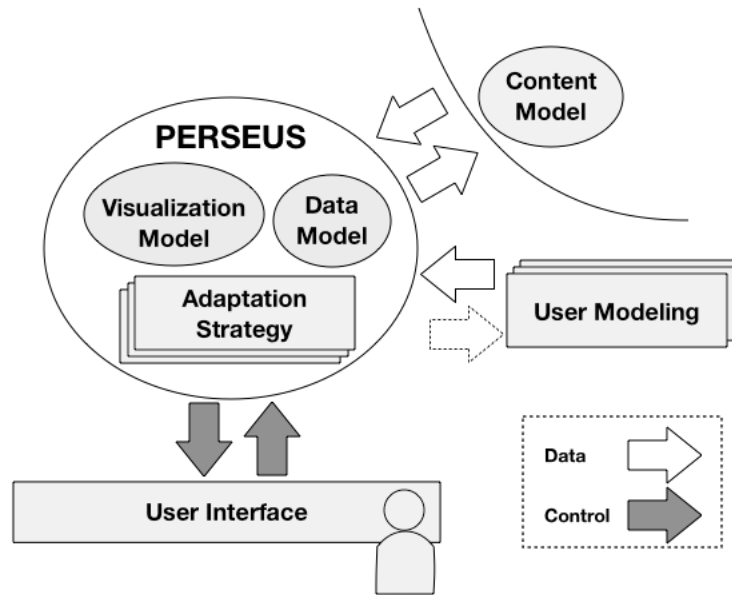 PERSEUS
Visualization
Model
Data
Model
Adaptation
Strategy
Content
Model
User Modeling
User Interface
Data
Control